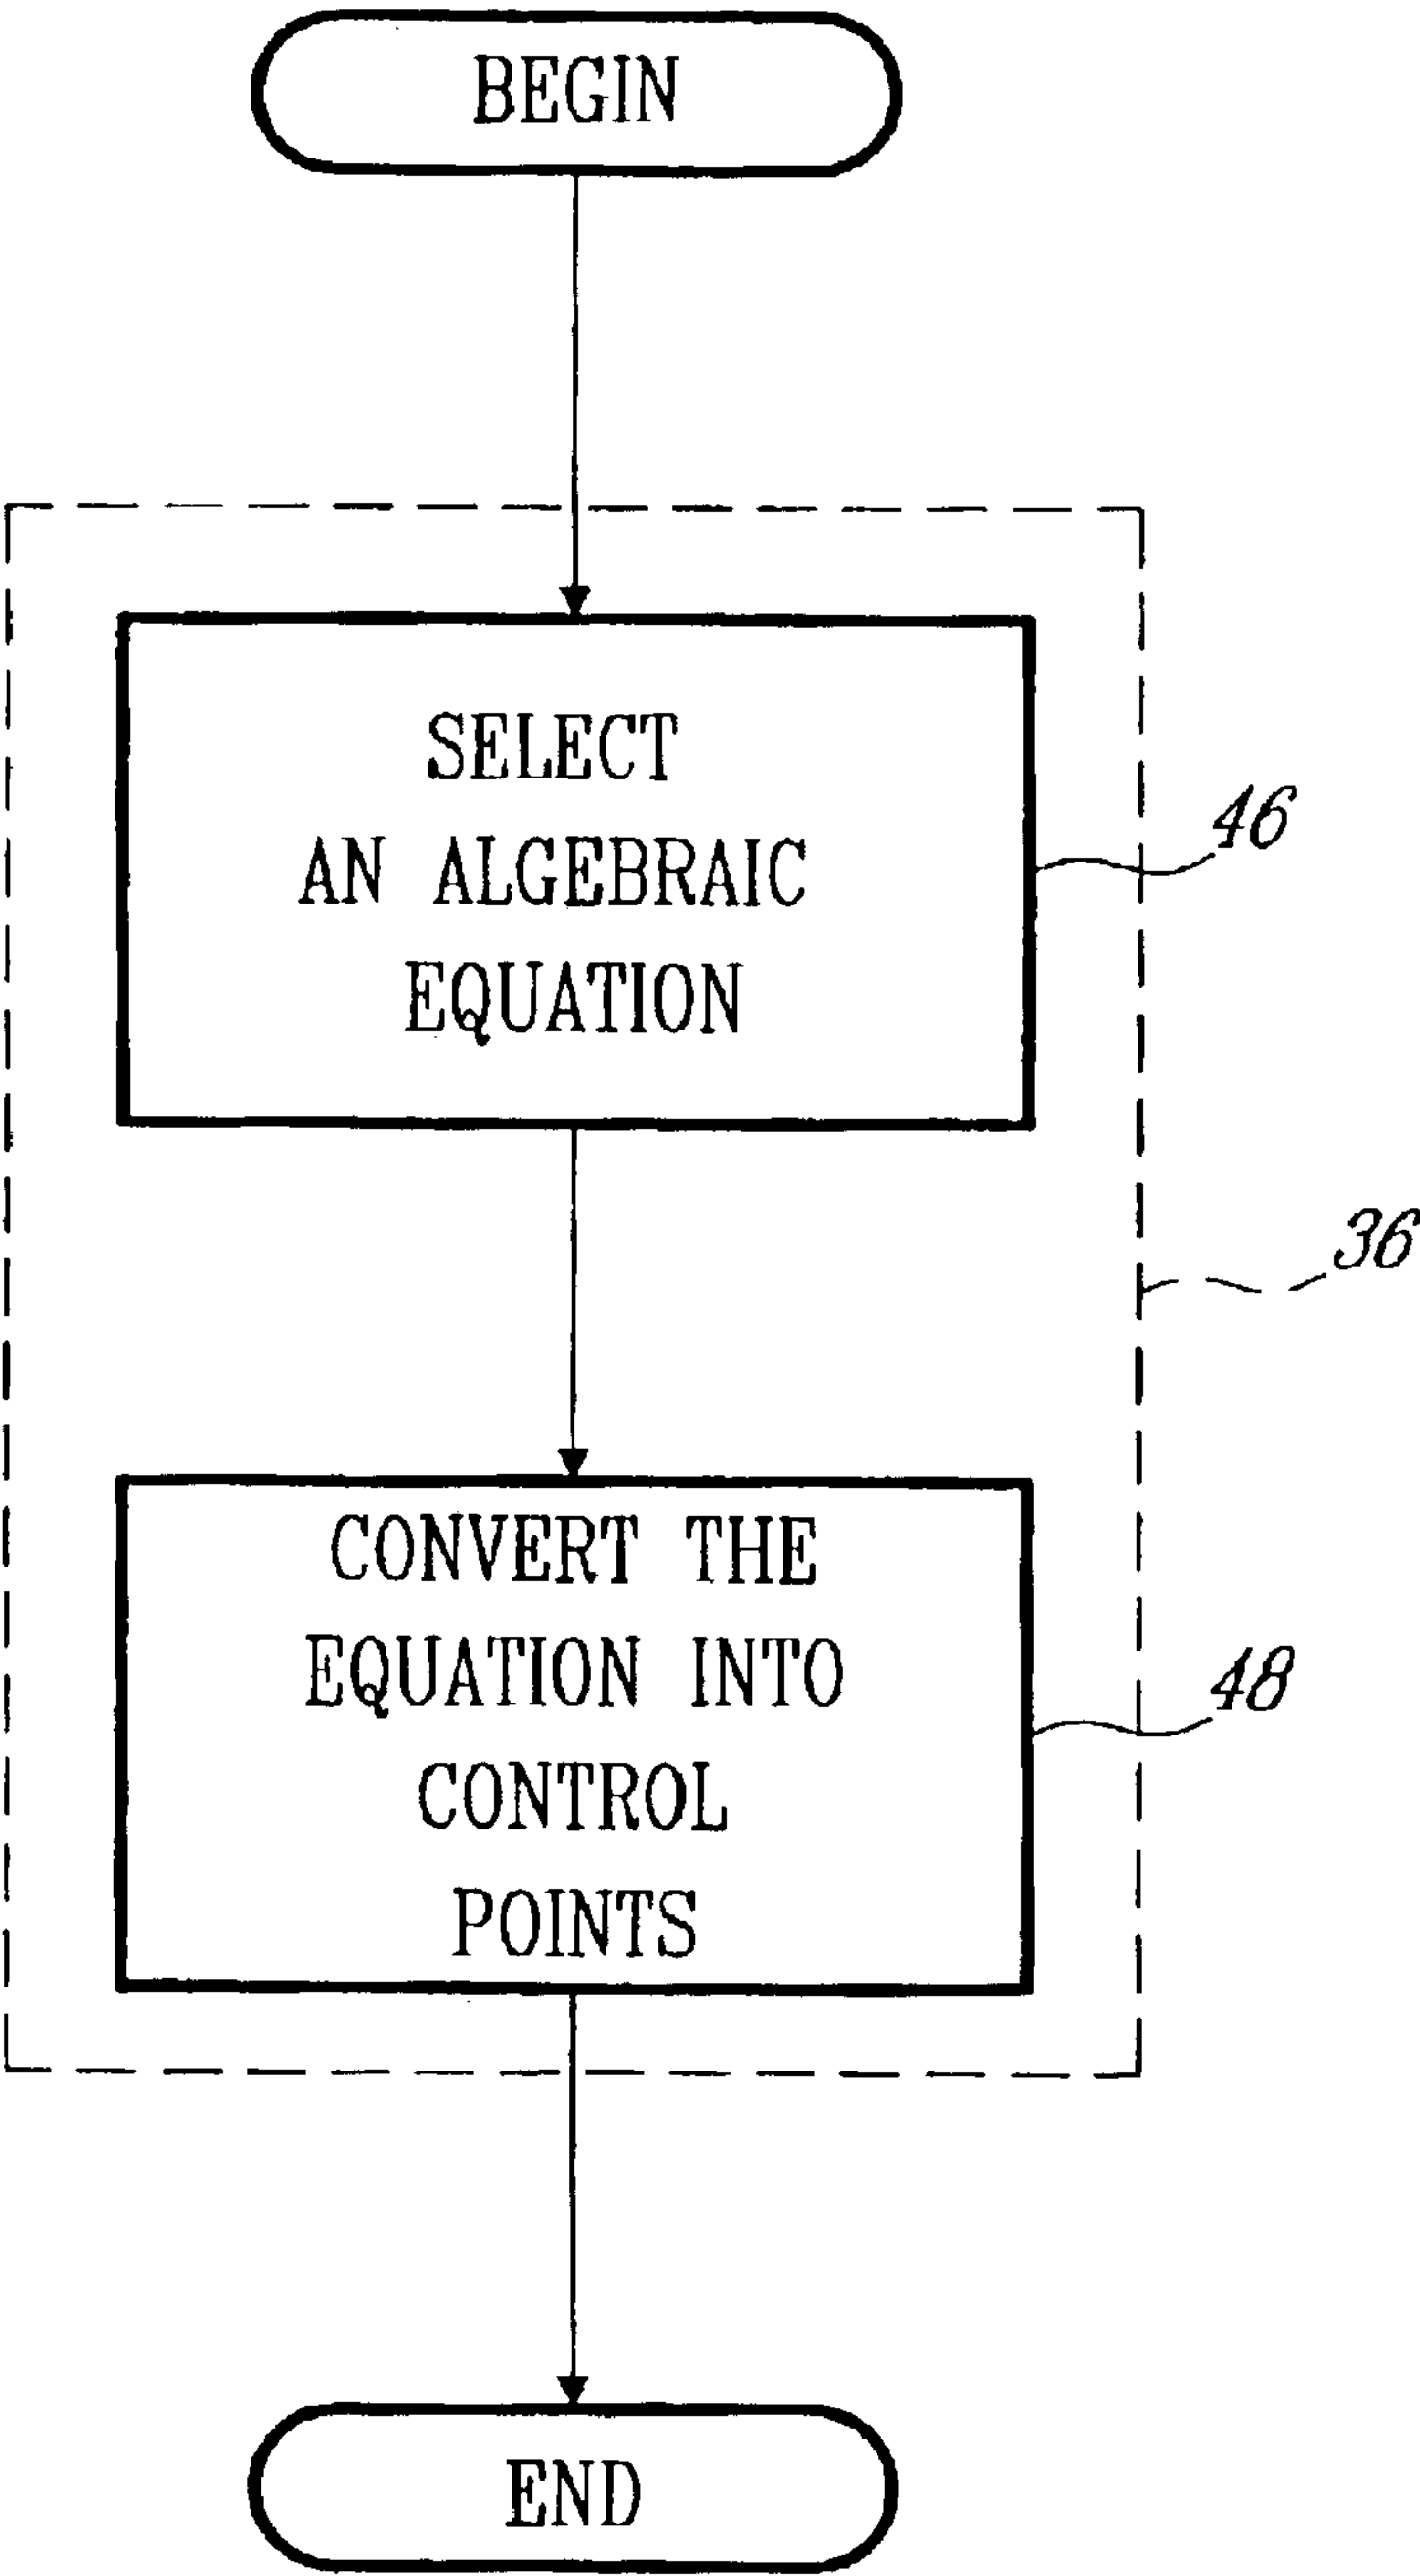 BEGIN
SELECT
AN ALGEBRAIC
EQUATION
46
36
CONVERT THE
EQUATION INTO
CONTROL
POINTS
48
END